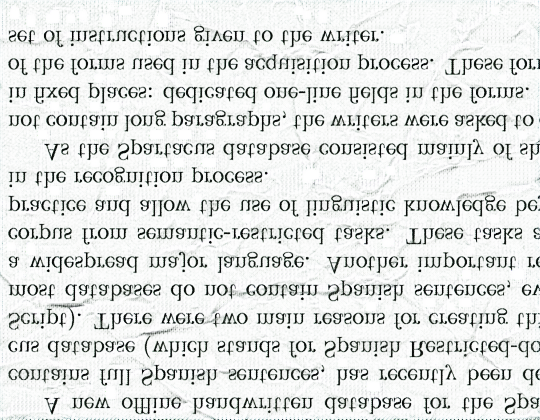 A new offline handwritten database for the Spa
contains full Spanish sentences, has recently been de
cus database (which stands for Spanish Restricted-do
Script). There were two main reasons for creating thi
most databases do not contain Spanish sentences, ev
a widespread major language. Another important re
corpus from semantic-restricted tasks. These tasks a
practice and allow the use of linguistic knowledge bey
in the recognition process.
As the Spartacus database consisted mainly of sh
not contain long paragraphs, the writers were asked to
in fixed places: dedicated one-line fields in the forms.
of the forms used in the acquisition process. These for
set of instructions given to the writer.